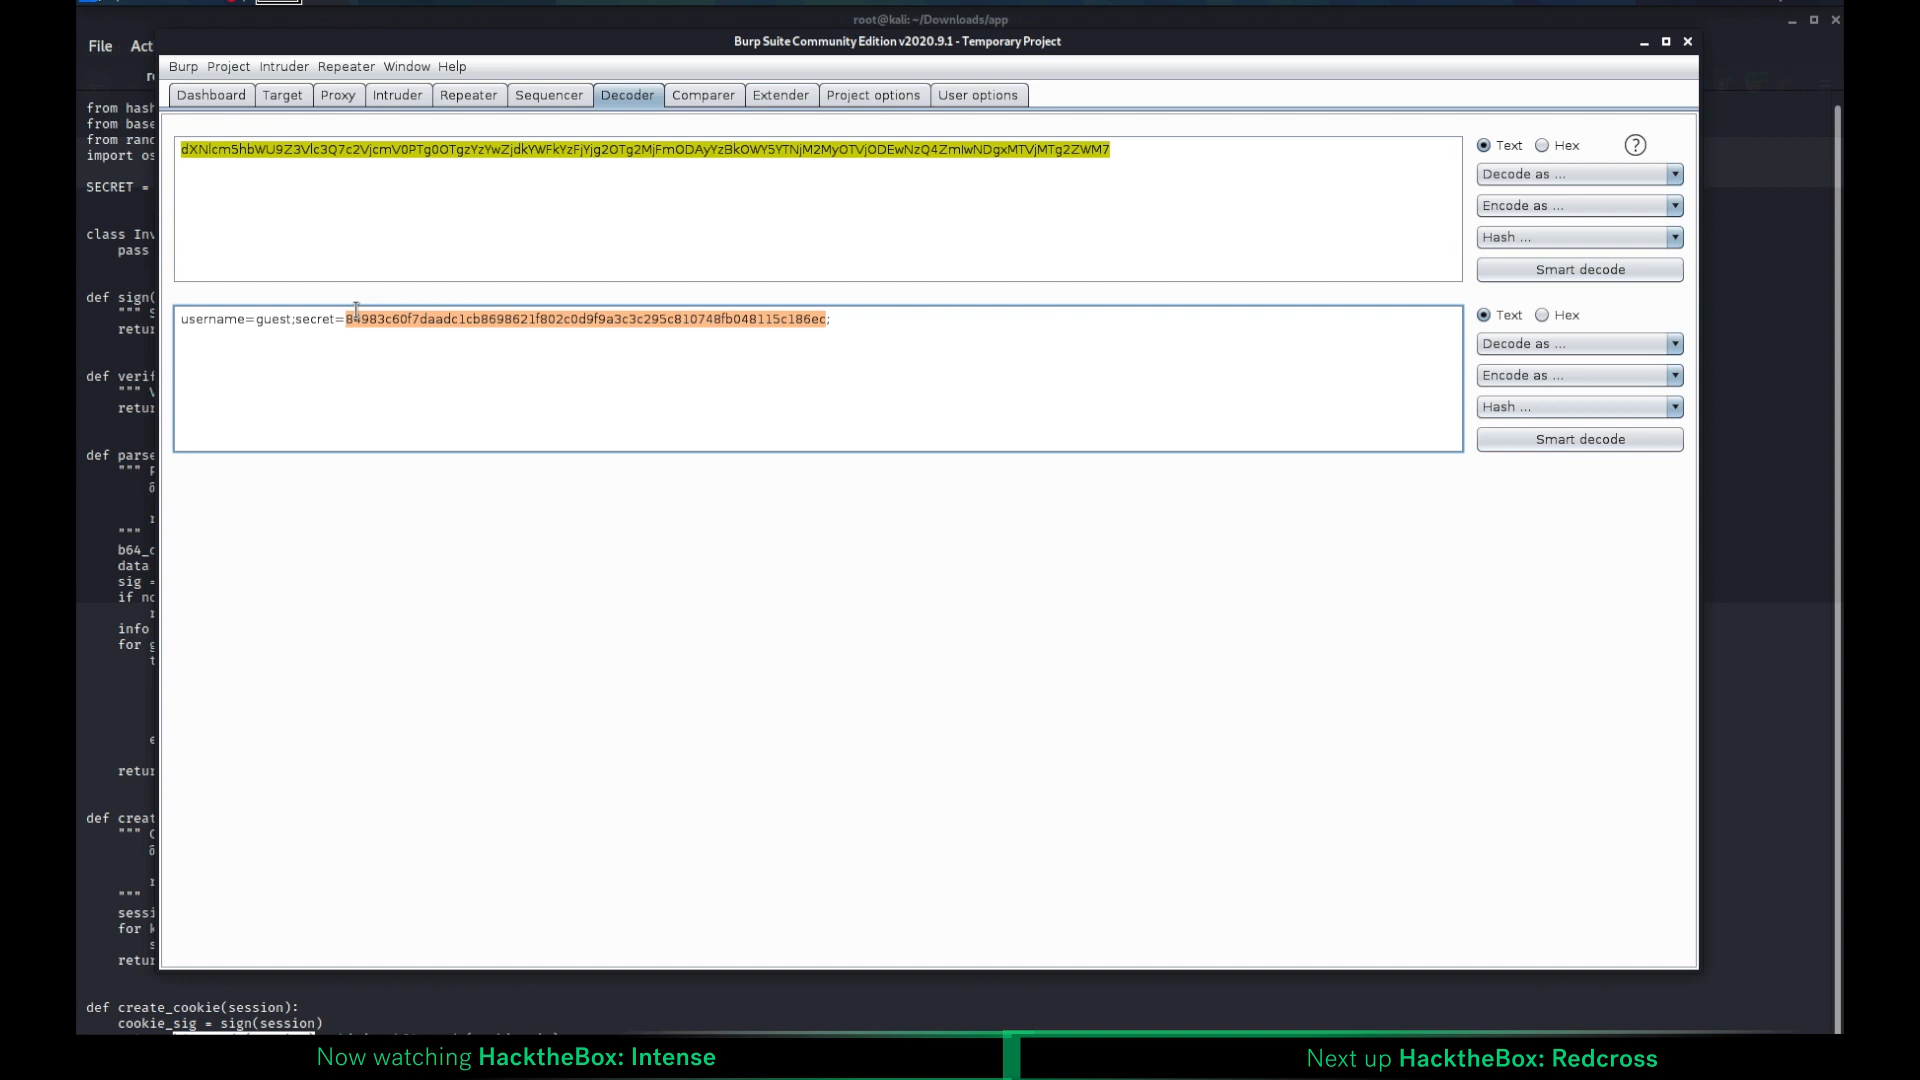 root@kali: ~/Downloads/app
File Act
Burp Suite Community Edition v2020.9.1 - Temporary Project
Burp Project Intruder Repeater Window Help
Dashboard Target Proxy Intruder Repeater Sequencer Decoder Comparer Extender Project options User options
dXNlcm5hbWU9Z3Vlc3Q7c2VjcmV0PTg0OTgzYzYwZjdkYWFkYzFjYjg2OTg2MjFmODAyYzBkOWY5YTNjM2MyOTVjODEwNzQ4ZmIwNDgxMTVjMTg2ZWM7
Text Hex ?
Decode as ...
Encode as ...
Hash ...
Smart decode
username=guest;secret=84983c60f7daadc1cb8698621f802c0d9f9a3c3c295c810748fb048115c186ec;
Text Hex
Decode as ...
Encode as ...
Hash ...
Smart decode
from hash
from base
from rand
import os
SECRET =
class Inv
pass
def sign(
""" S
retur
def verif
""" V
retur
def parse
"""
"""
b64_c
data
sig =
if no
info
for g
t
e
retur
def creat
""" C
"""
sessi
for k
s
retur
def create_cookie(session):
cookie_sig = sign(session)
Now watching HacktheBox: Intense
Next up HacktheBox: Redcross